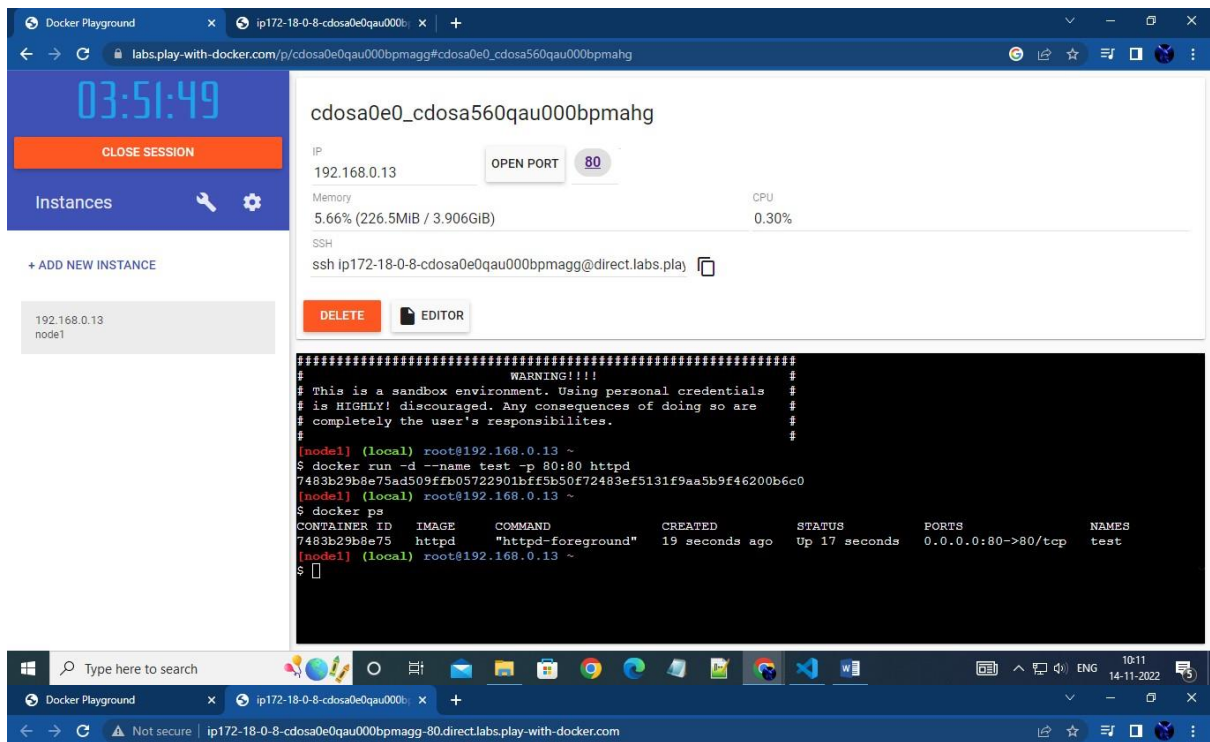 Docker Playground
ip172-18-0-8-cdosa0e0qau000b
labs.play-with-docker.com/p/cdosa0e0qau000bpmagg#cdosa0e0_cdosa560qau000bpmahg
03:51:49
CLOSE SESSION
Instances
+ ADD NEW INSTANCE
192.168.0.13
node1
cdosa0e0_cdosa560qau000bpmahg
IP
192.168.0.13
OPEN PORT
80
Memory
5.66% (226.5MiB / 3.906GiB)
CPU
0.30%
SSH
ssh ip172-18-0-8-cdosa0e0qau000bpmagg@direct.labs.play
DELETE
EDITOR
###############################################################
# WARNING!!!! #
# This is a sandbox environment. Using personal credentials #
# is HIGHLY! discouraged. Any consequences of doing so are #
# completely the user's responsibilites. #
# #
[node1] (local) root@192.168.0.13 ~
$ docker run -d --name test -p 80:80 httpd
7483b29b8e75ad509ffb05722901bff5b50f72483ef5131f9aa5b9f46200b6c0
[node1] (local) root@192.168.0.13 ~
$ docker ps
CONTAINER ID IMAGE COMMAND CREATED STATUS PORTS NAMES
7483b29b8e75 httpd "httpd-foreground" 19 seconds ago Up 17 seconds 0.0.0.0:80->80/tcp test
[node1] (local) root@192.168.0.13 ~
$
Type here to search
ENG
10:11
14-11-2022
5
Docker Playground
ip172-18-0-8-cdosa0e0qau000b
Not secure
ip172-18-0-8-cdosa0e0qau000bpmagg-80.direct.labs.play-with-docker.com